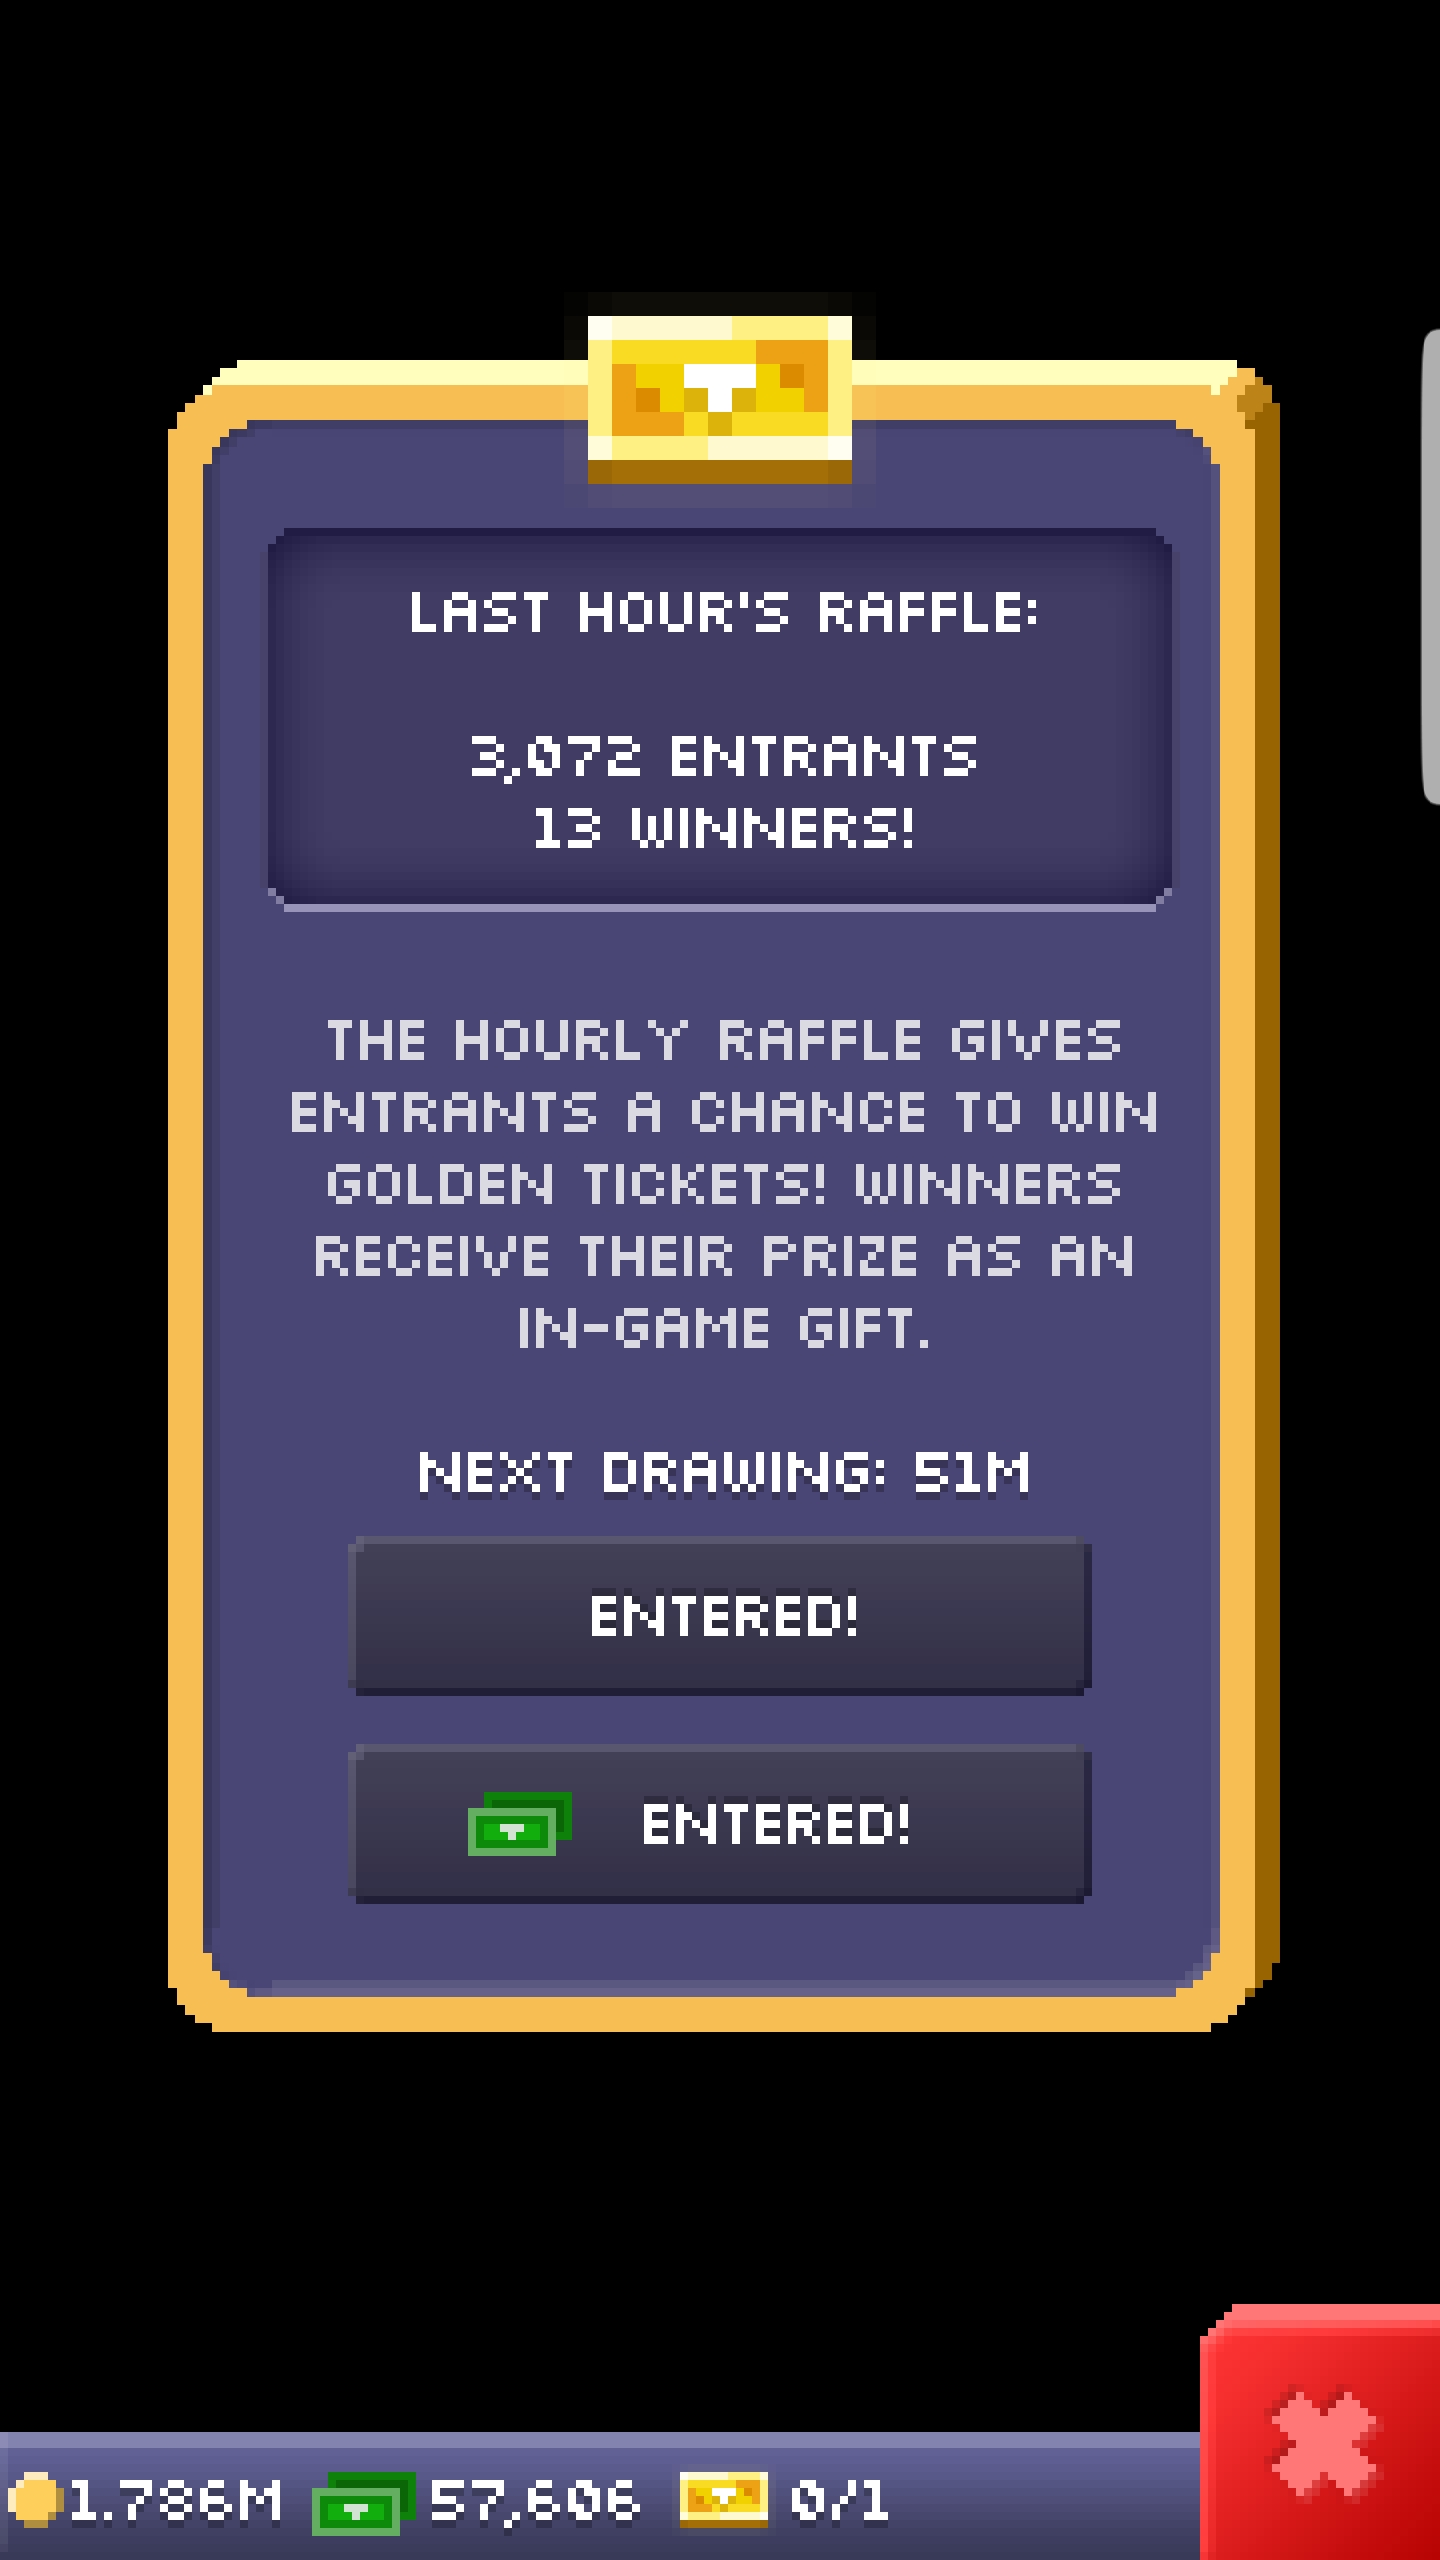 LAST HOUR'S RAFFLE:
3,072 ENTRANTS
13 WINNERS!
THE HOURLY RAFFLE GIVES
ENTRANTS A CHANCE TO WIN
GOLDEN TICKETS! WINNERS
RECEIVE THEIR PRIZE AS AN
IN-GAME GIFT.
NEXT DRAWING: 51M
ENTERED!
ENTERED!
1.786M 57,606 0/1